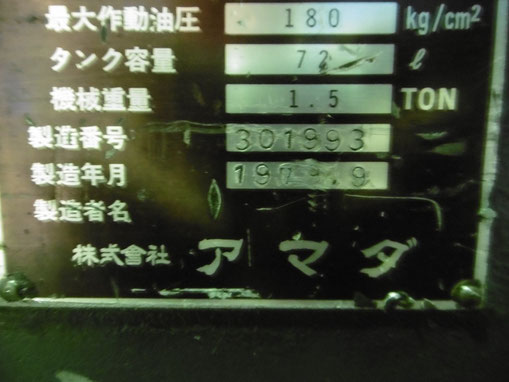 最大作動油圧 180 kg/cm²
タンク容量 72 ℓ
機械重量 1.5 TON
製造番号 301993
製造年月
製造者名
株式會社 アマダ